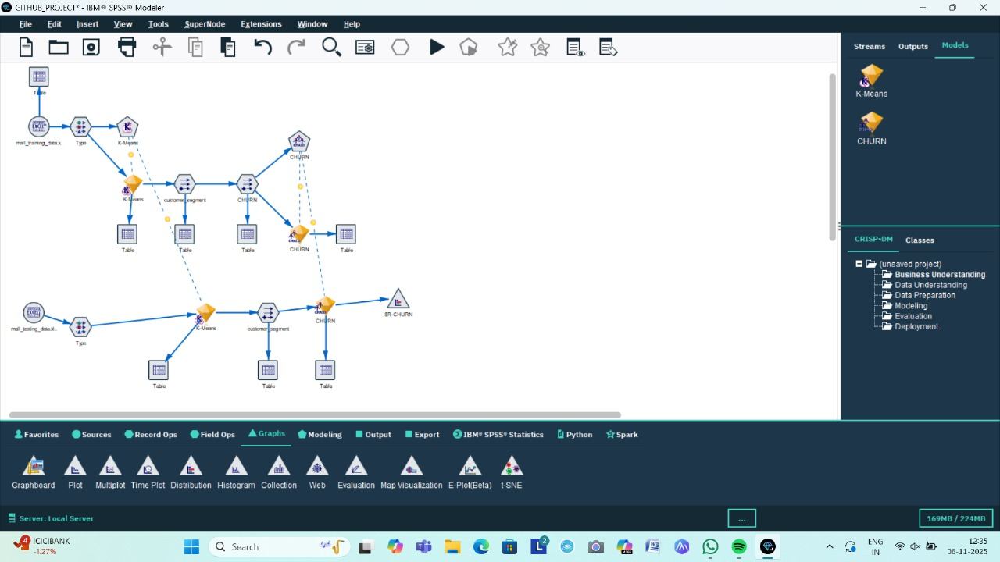 GITHUB_PROJECT* - IBM® SPSS® Modeler
File Edit Insert View Tools SuperNode Extensions Window Help
Streams Outputs Models
K-Means
CHURN
Table
mall_training_data.x..
Type
K-Means
CHURN
K-Means
customer_segment
CHURN
Table
Table
Table
CHURN
Table
mall_testing_data.xl..
Type
K-Means
customer_segment
CHURN
$R-CHURN
Table
Table
Table
CRISP-DM Classes
(unsaved project)
Business Understanding
Data Understanding
Data Preparation
Modeling
Evaluation
Deployment
Favorites Sources Record Ops Field Ops Graphs Modeling Output Export IBM® SPSS® Statistics Python Spark
Graphboard Plot Multiplot Time Plot Distribution Histogram Collection Web Evaluation Map Visualization E-Plot(Beta) t-SNE
Server: Local Server
...
169MB / 224MB
4
ICICIBANK
-1.27%
Search
2
ENG
IN
12:35
06-11-2025